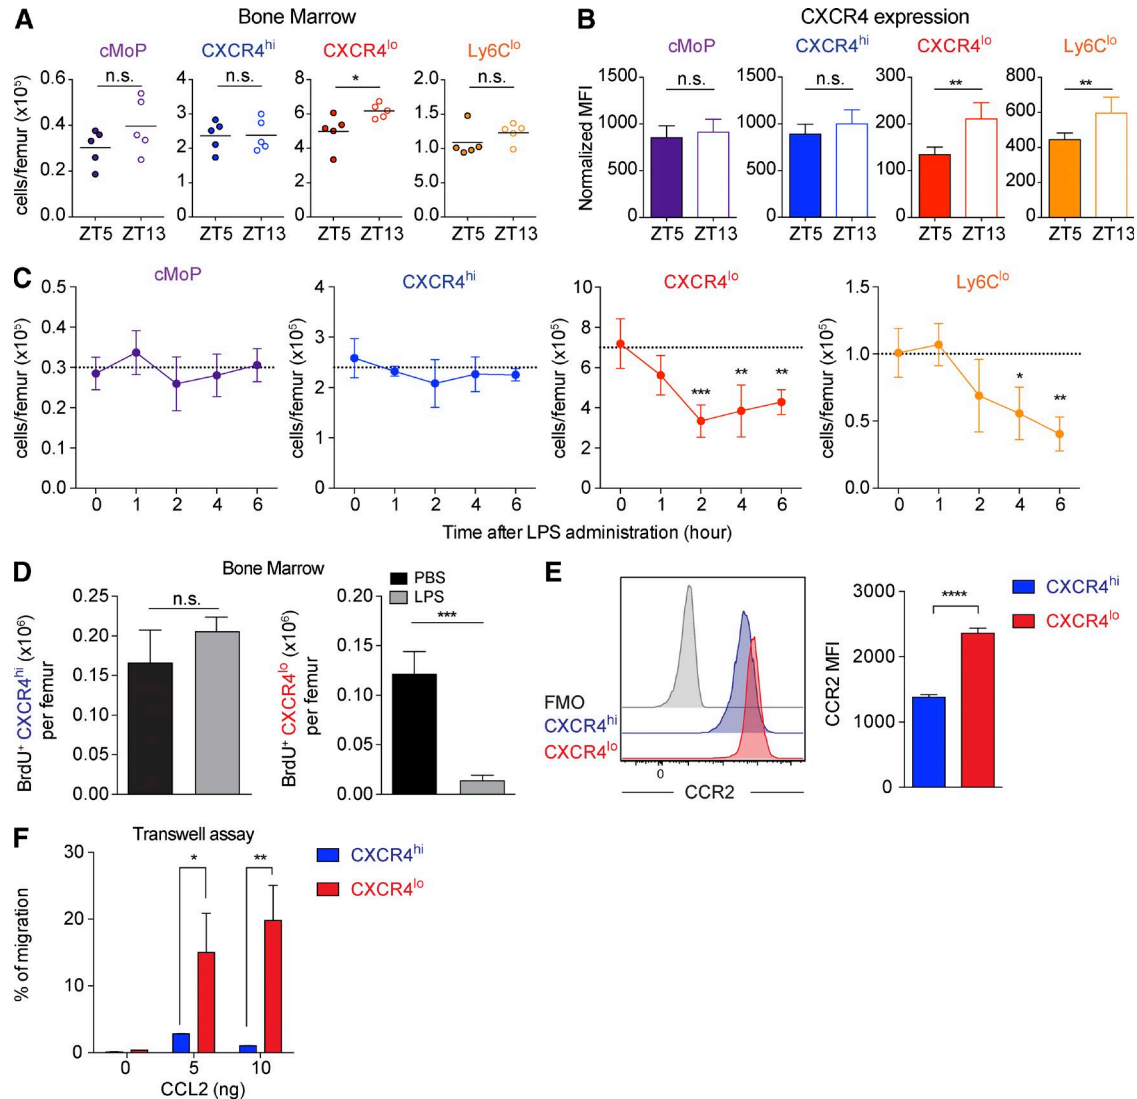 A Bone Marrow
cMoP CXCR4hi CXCR4lo Ly6Clo
n.s. n.s. * n.s.
cells/femur (x10⁵)
0.6 0.4 0.2 0.0
4 3 2 1 0
8 6 4 2 0
2.0 1.5 1.0 0.5 0.0
ZT5 ZT13 ZT5 ZT13 ZT5 ZT13 ZT5 ZT13
B CXCR4 expression
cMoP CXCR4hi CXCR4lo Ly6Clo
n.s. n.s. ** **
Normalized MFI
1500 1000 500 0
1500 1000 500 0
300 200 100 0
800 600 400 200 0
ZT5 ZT13 ZT5 ZT13 ZT5 ZT13 ZT5 ZT13
C cMoP CXCR4hi CXCR4lo Ly6Clo
cells/femur (x10⁵)
0.5 0.4 0.3 0.2 0.3 0.0
0 1 2 4 6
cells/femur (x10⁵)
4 3 2 1 0
0 1 2 4 6
cells/femur (x10⁵)
10 8 6 4 2 0
*** ** **
0 1 2 4 6
cells/femur (x10⁵)
1.5 1.0 0.5 0.0
* **
0 1 2 4 6
Time after LPS administration (hour)
D Bone Marrow
BrdU⁺ CXCR4hi (x10⁶)
per femur
0.25 0.20 0.15 0.10 0.05 0.00
n.s.
PBS
LPS
BrdU⁺ CXCR4lo (x10⁶)
per femur
0.20 0.15 0.10 0.05 0.00
***
E
FMO
CXCR4hi
CXCR4lo
0
CCR2
CCR2 MFI
3000 2000 1000 0
****
CXCR4hi
CXCR4lo
F Transwell assay
% of migration
30 20 10 0
* **
0 5 10
CCL2 (ng)
CXCR4hi
CXCR4lo